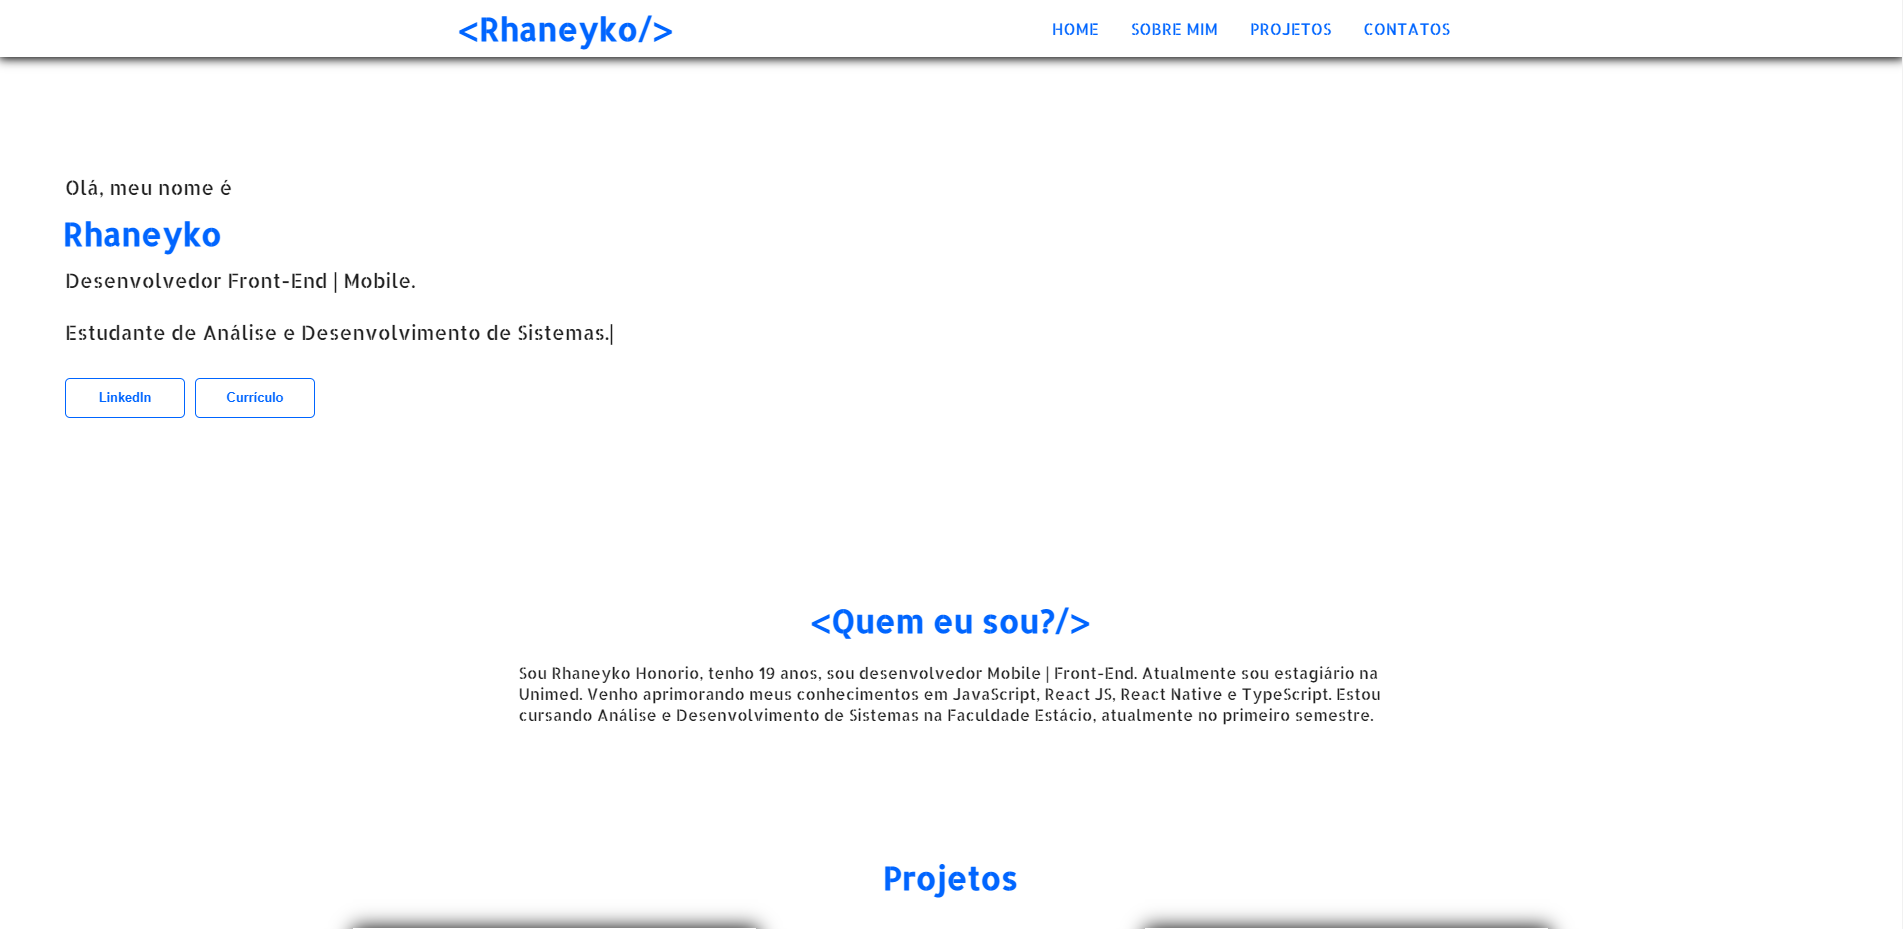 <Rhaneyko/>
HOME SOBRE MIM PROJETOS CONTATOS
Olá, meu nome é
Rhaneyko
Desenvolvedor Front-End | Mobile.
Estudante de Análise e Desenvolvimento de Sistemas.|
LinkedIn Currículo
<Quem eu sou?/>
Sou Rhaneyko Honorio, tenho 19 anos, sou desenvolvedor Mobile | Front-End. Atualmente sou estagiário na
Unimed. Venho aprimorando meus conhecimentos em JavaScript, React JS, React Native e TypeScript. Estou
cursando Análise e Desenvolvimento de Sistemas na Faculdade Estácio, atualmente no primeiro semestre.
Projetos